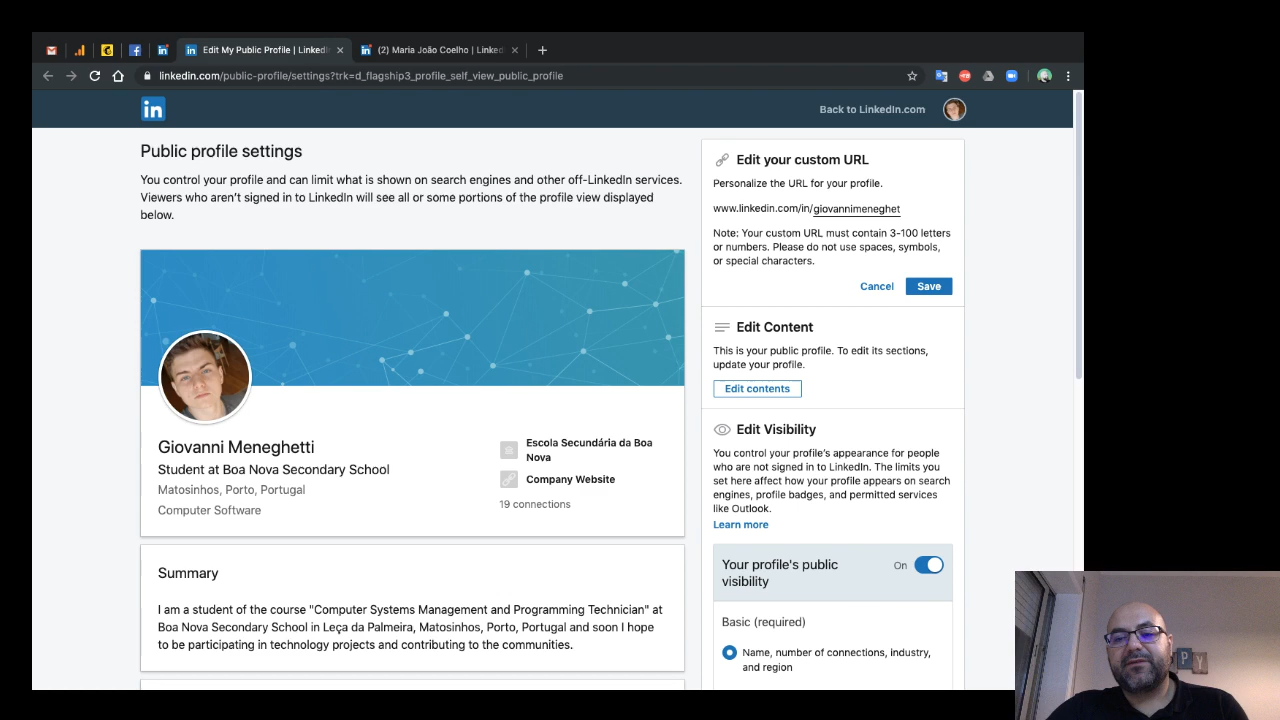 Edit My Public Profile | LinkedI
(2) Maria João Coelho | Linked
linkedin.com/public-profile/settings?trk=d_flagship3_profile_self_view_public_profile
in
Back to LinkedIn.com
Public profile settings
You control your profile and can limit what is shown on search engines and other off-LinkedIn services.
Viewers who aren’t signed in to LinkedIn will see all or some portions of the profile view displayed
below.
Giovanni Meneghetti
Student at Boa Nova Secondary School
Matosinhos, Porto, Portugal
Computer Software
Escola Secundária da Boa
Nova
Company Website
19 connections
Summary
I am a student of the course "Computer Systems Management and Programming Technician" at
Boa Nova Secondary School in Leça da Palmeira, Matosinhos, Porto, Portugal and soon I hope
to be participating in technology projects and contributing to the communities.
Edit your custom URL
Personalize the URL for your profile.
www.linkedin.com/in/giovannimeneghet
Note: Your custom URL must contain 3-100 letters
or numbers. Please do not use spaces, symbols,
or special characters.
Cancel Save
Edit Content
This is your public profile. To edit its sections,
update your profile.
Edit contents
Edit Visibility
You control your profile’s appearance for people
who are not signed in to LinkedIn. The limits you
set here affect how your profile appears on search
engines, profile badges, and permitted services
like Outlook.
Learn more
Your profile's public
visibility
On
Basic (required)
Name, number of connections, industry,
and region